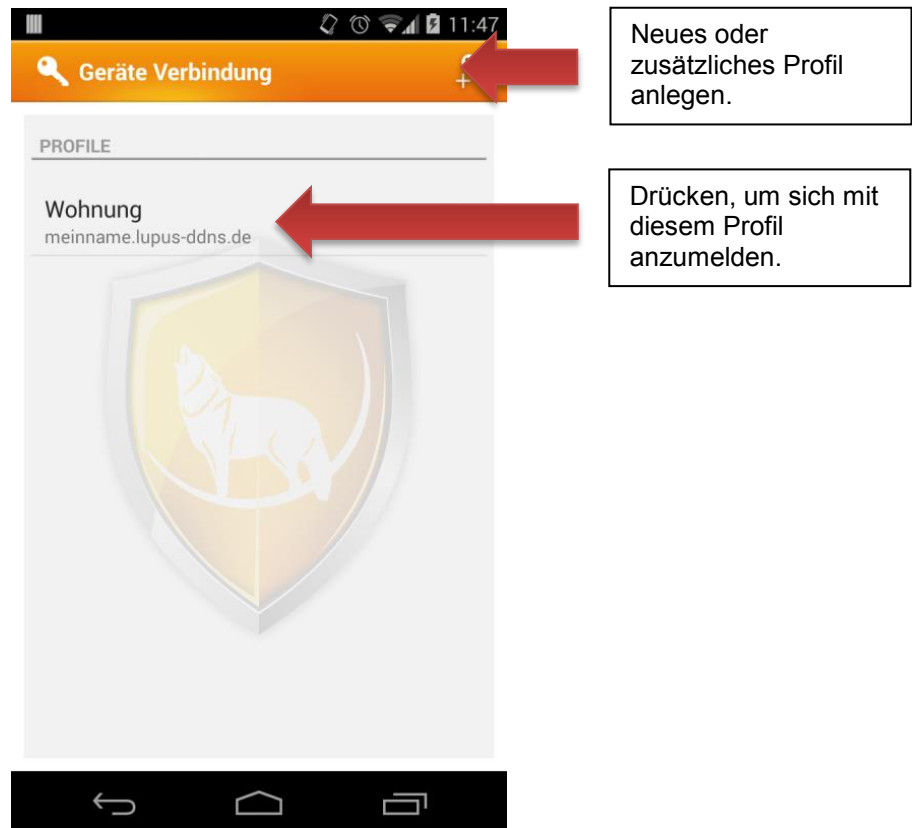 11:47
Geräte Verbindung
Neues oder
zusätzliches Profil
anlegen.
PROFILE
Wohnung
meinname.lupus-ddns.de
Drücken, um sich mit
diesem Profil
anzumelden.